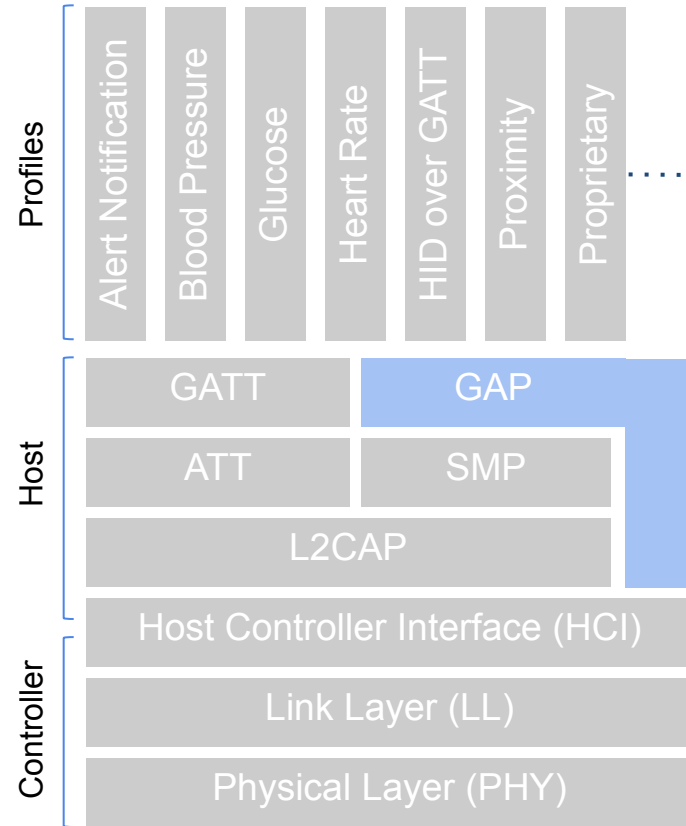 Profiles
Alert Notification
Blood Pressure
Glucose
Heart Rate
HID over GATT
Proximity
Proprietary
....
Host
GATT
GAP
ATT
SMP
L2CAP
Host Controller Interface (HCI)
Controller
Link Layer (LL)
Physical Layer (PHY)